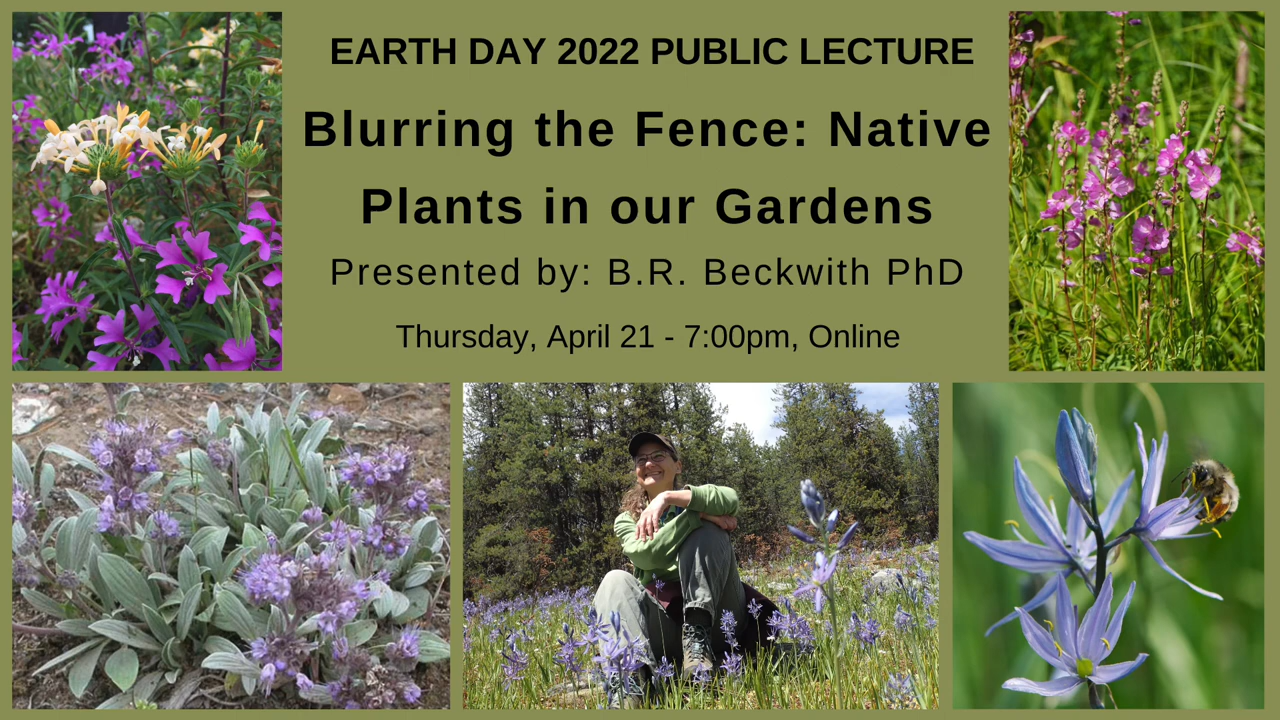 EARTH DAY 2022 PUBLIC LECTURE
Blurring the Fence: Native
Plants in our Gardens
Presented by: B.R. Beckwith PhD
Thursday, April 21 - 7:00pm, Online